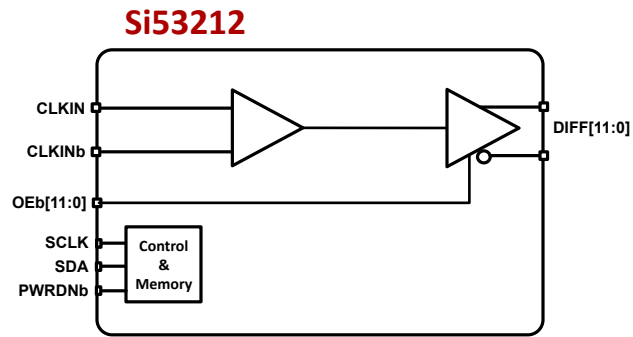 Si53212
CLKIN
CLKINb
DIFF[11:0]
OEb[11:0]
SCLK
SDA
PWRDNb
Control
&
Memory